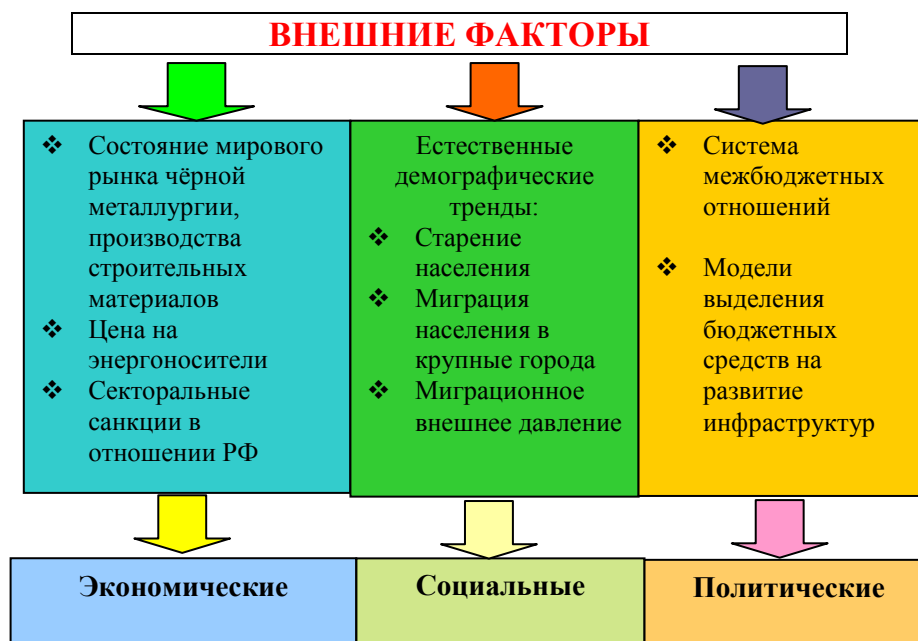 ВНЕШНИЕ ФАКТОРЫ
❖ Состояние мирового
рынка чёрной
металлургии,
производства
строительных
материалов
❖ Цена на
энергоносители
❖ Секторальные
санкции в
отношении РФ
Естественные
демографические
тренды:
❖ Старение
населения
❖ Миграция
населения в
крупные города
❖ Миграционное
внешнее давление
❖ Система
межбюджетных
отношений
❖ Модели
выделения
бюджетных
средств на
развитие
инфраструктур
Экономические
Социальные
Политические